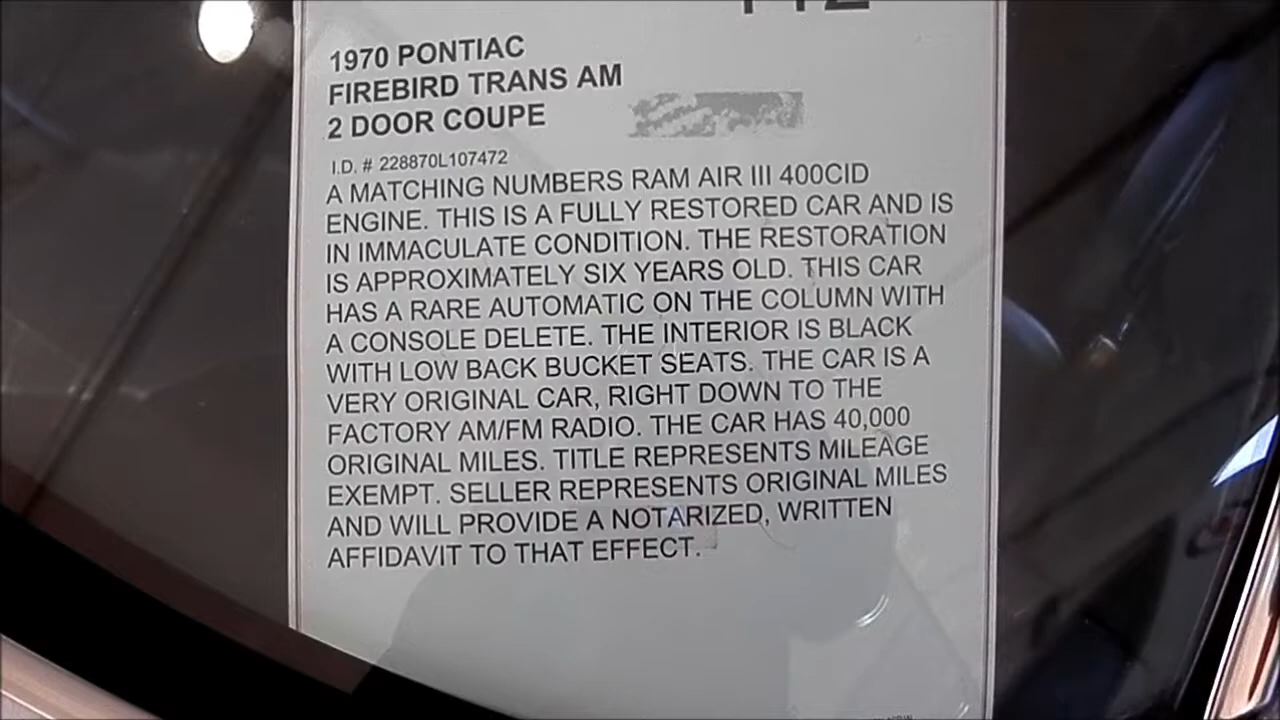 1970 PONTIAC
FIREBIRD TRANS AM
2 DOOR COUPE
I.D. # 228870L107472
A MATCHING NUMBERS RAM AIR III 400CID
ENGINE. THIS IS A FULLY RESTORED CAR AND IS
IN IMMACULATE CONDITION. THE RESTORATION
IS APPROXIMATELY SIX YEARS OLD. THIS CAR
HAS A RARE AUTOMATIC ON THE COLUMN WITH
A CONSOLE DELETE. THE INTERIOR IS BLACK
WITH LOW BACK BUCKET SEATS. THE CAR IS A
VERY ORIGINAL CAR, RIGHT DOWN TO THE
FACTORY AM/FM RADIO. THE CAR HAS 40,000
ORIGINAL MILES. TITLE REPRESENTS MILEAGE
EXEMPT. SELLER REPRESENTS ORIGINAL MILES
AND WILL PROVIDE A NOTARIZED, WRITTEN
AFFIDAVIT TO THAT EFFECT.